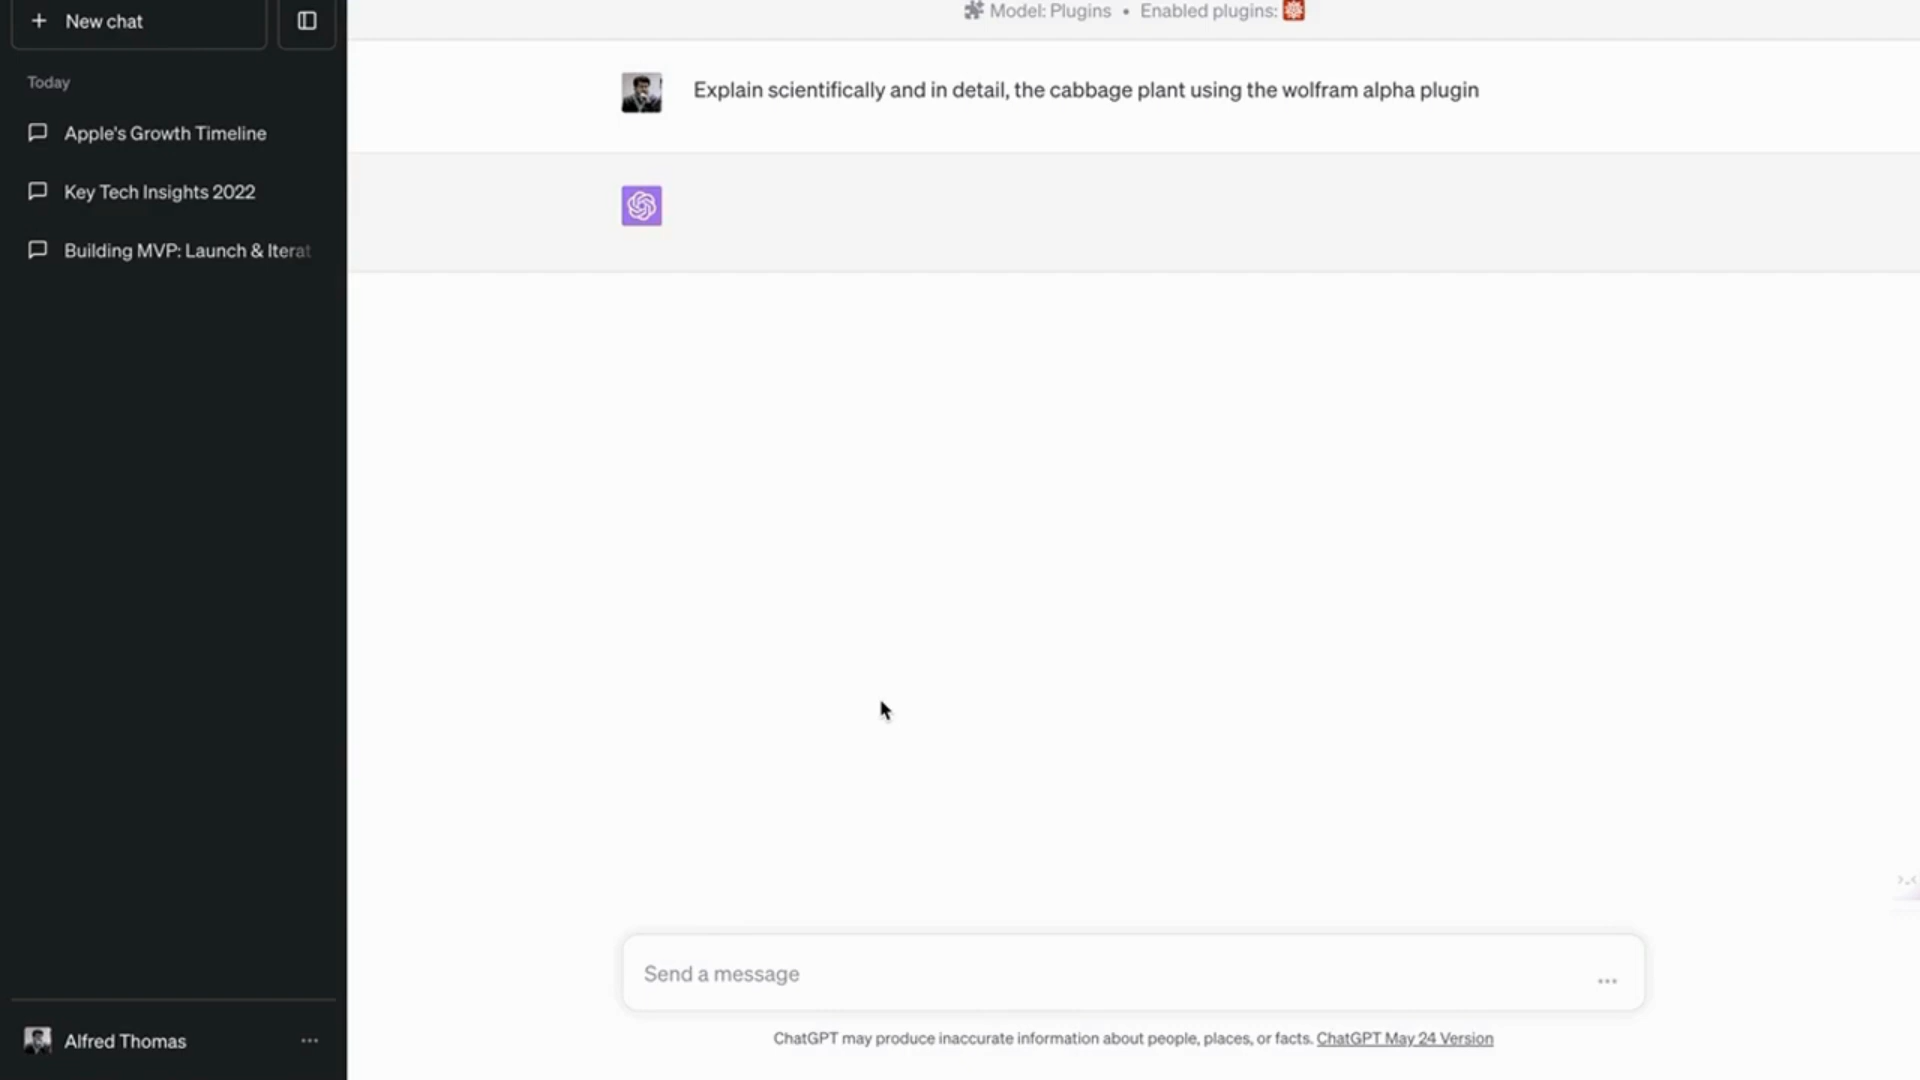 New chat
Today
Apple's Growth Timeline
Key Tech Insights 2022
Building MVP: Launch & Iterat
Alfred Thomas
Model: Plugins • Enabled plugins:
Explain scientifically and in detail, the cabbage plant using the wolfram alpha plugin
Send a message
ChatGPT may produce inaccurate information about people, places, or facts. ChatGPT May 24 Version